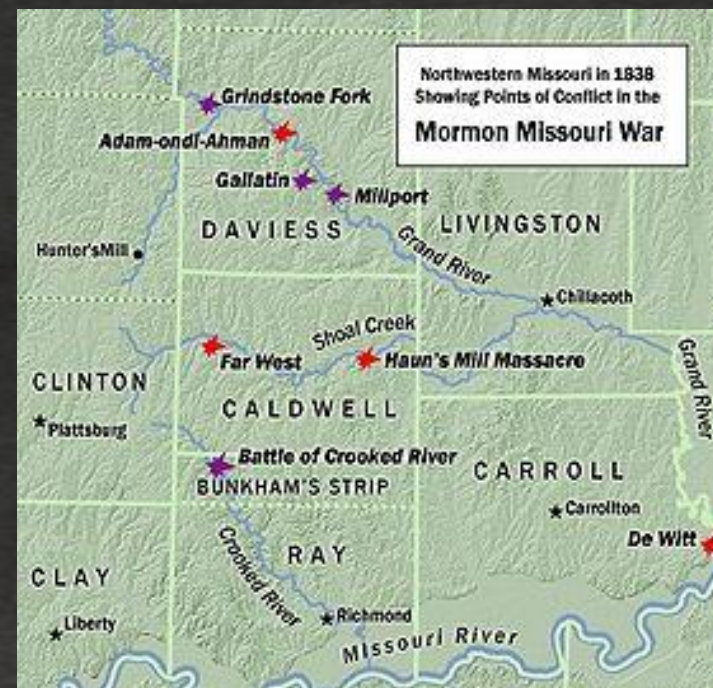 Northwestern Missouri in 1838
Showing Points of Conflict in the
Mormon Missouri War
Grindstone Fork
Adam-ondi-Ahman
Gallatin
Millport
DAVIESS
LIVINGSTON
Hunter'sMill
Grand River
Chillacoth
Shoal Creek
Far West
Haun's Mill Massacre
Grand River
CLINTON
CALDWELL
Plattsburg
Battle of Crooked River
BUNKHAM'S STRIP
CARROLL
Carrollton
De Witt
Crooked River
RAY
CLAY
Liberty
Richmond
Missouri River